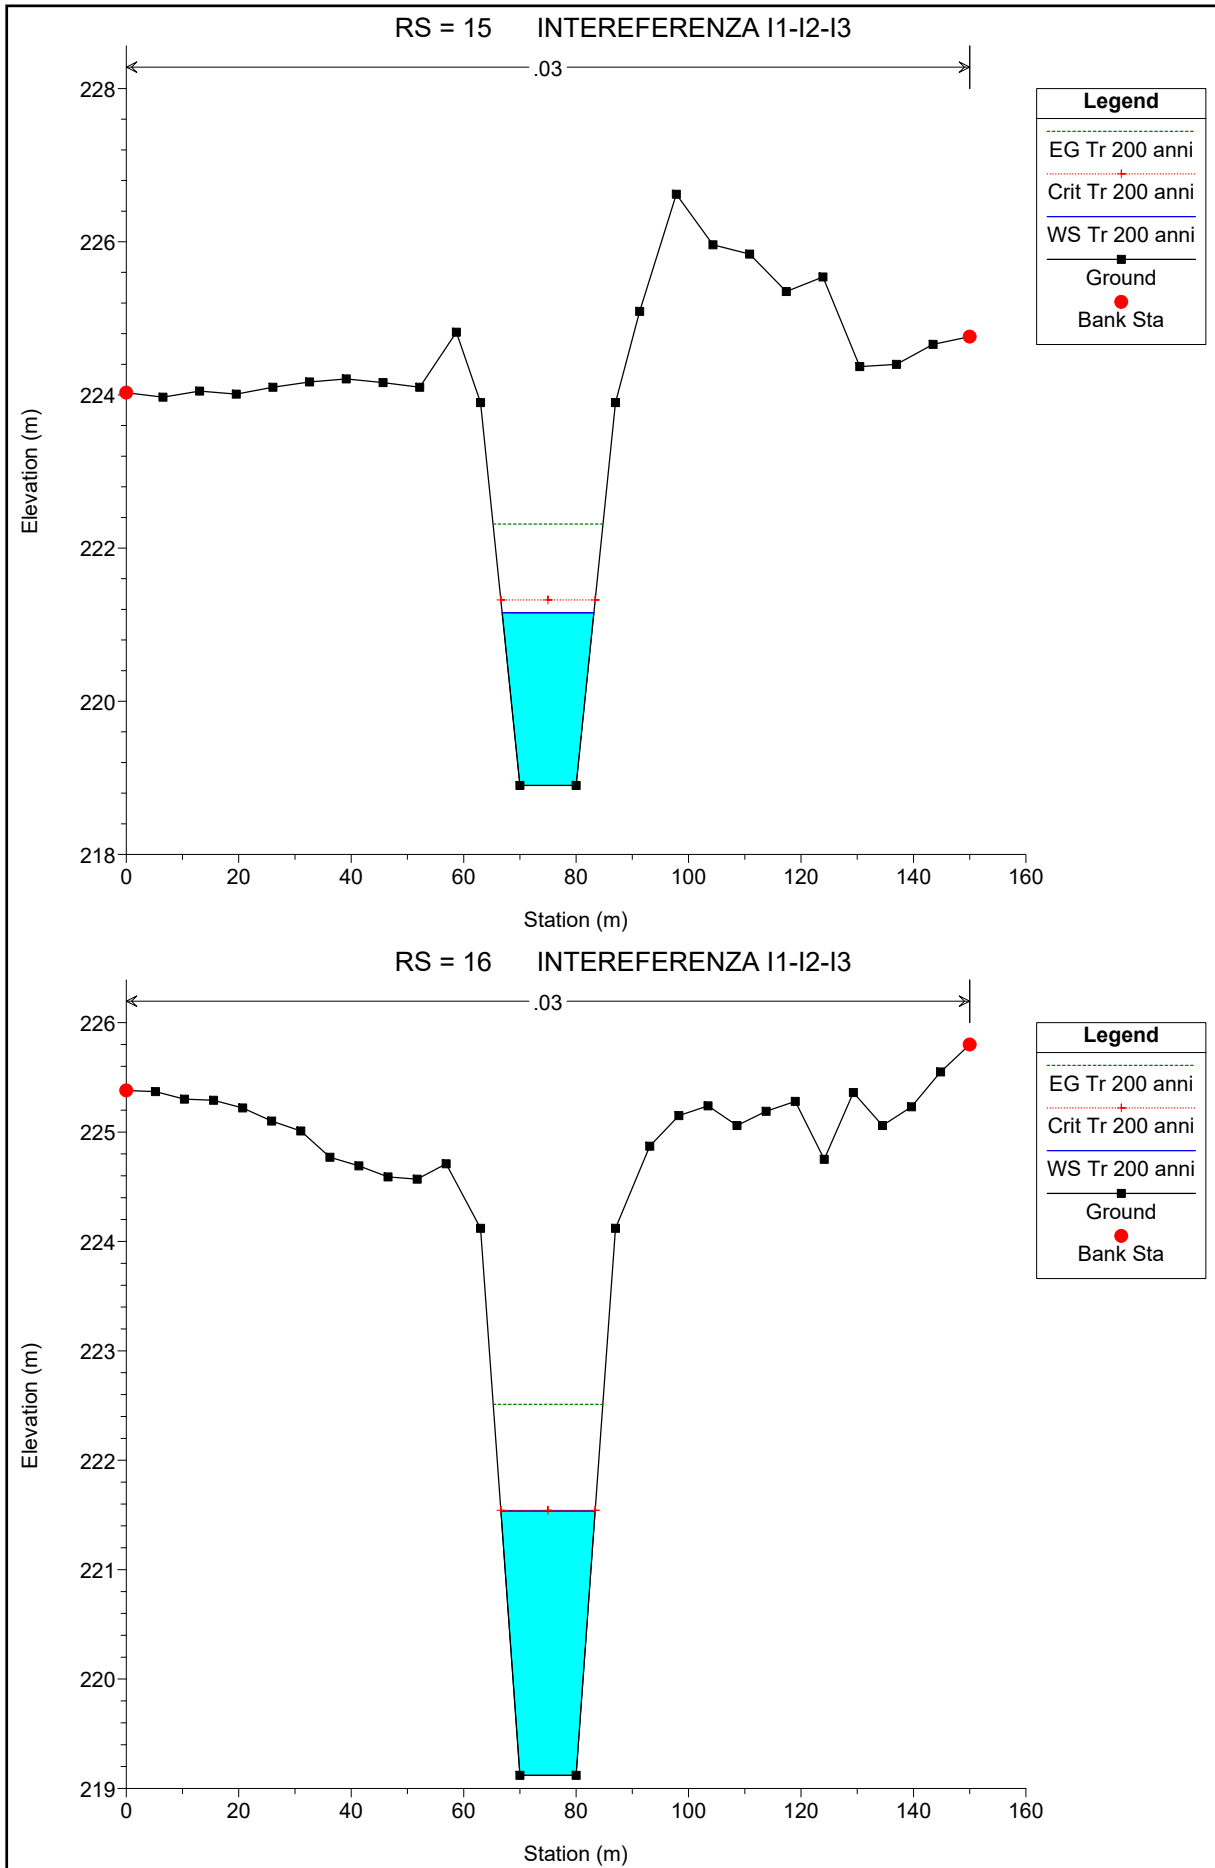 RS = 15 INTEREFERENZA I1-I2-I3
.03
228
226
224
222
220
218
0 20 40 60 80 100 120 140 160
Elevation (m)
Station (m)
Legend
EG Tr 200 anni
Crit Tr 200 anni
WS Tr 200 anni
Ground
Bank Sta
RS = 16 INTEREFERENZA I1-I2-I3
.03
226
225
224
223
222
221
220
219
0 20 40 60 80 100 120 140 160
Elevation (m)
Station (m)
Legend
EG Tr 200 anni
Crit Tr 200 anni
WS Tr 200 anni
Ground
Bank Sta